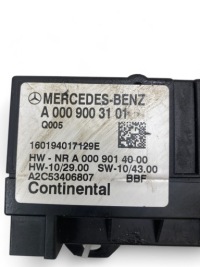 MERCEDES-BENZ
A 000 900 31 01
Q005
160194017129E
HW - NR A 000 901 40 00
HW-10/29.00 SW-10/43.00
A2C53406807 BBF
Continental